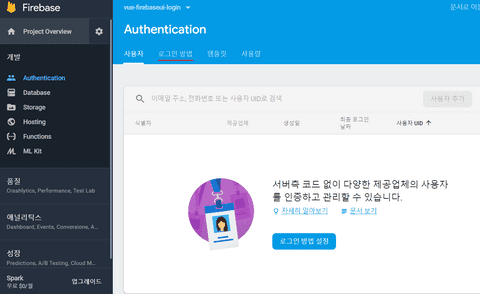 Firebase
Project Overview
개발
Authentication
Database
Storage
Hosting
Functions
ML Kit
품질
Crashlytics, Performance, Test Lab
애널리틱스
Dashboard, Events, Conversions, A...
성장
Predictions, A/B Testing, Cloud M...
Spark
무료 $0/월
업그레이드
vue-firebaseui-login
문서로 이동
Authentication
사용자
로그인 방법
템플릿
사용량
이메일 주소, 전화번호 또는 사용자 UID로 검색
사용자 추가
식별자
제공업체
생성일
최종 로그인
날짜
사용자 UID
서버측 코드 없이 다양한 제공업체의 사용자
를 인증하고 관리할 수 있습니다.
자세히 알아보기
문서 보기
로그인 방법 설정